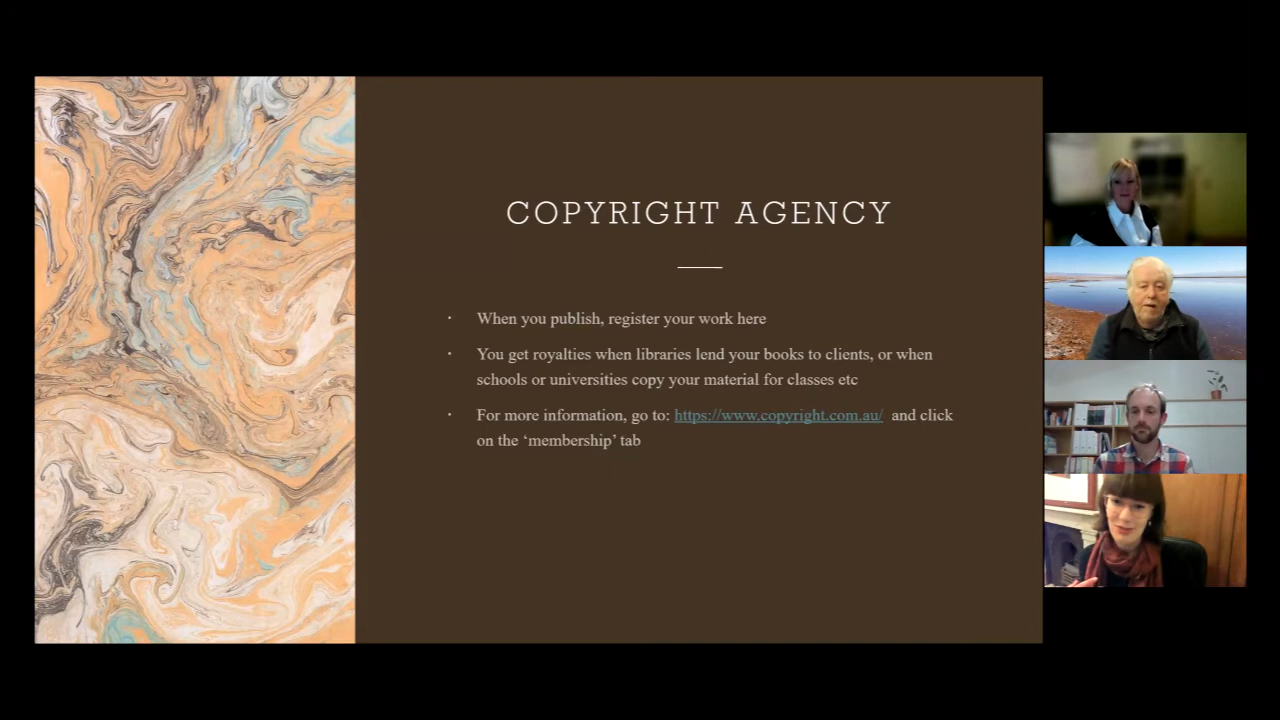 COPYRIGHT AGENCY
• When you publish, register your work here
• You get royalties when libraries lend your books to clients, or when
schools or universities copy your material for classes etc
• For more information, go to: https://www.copyright.com.au/ and click
on the ‘membership’ tab